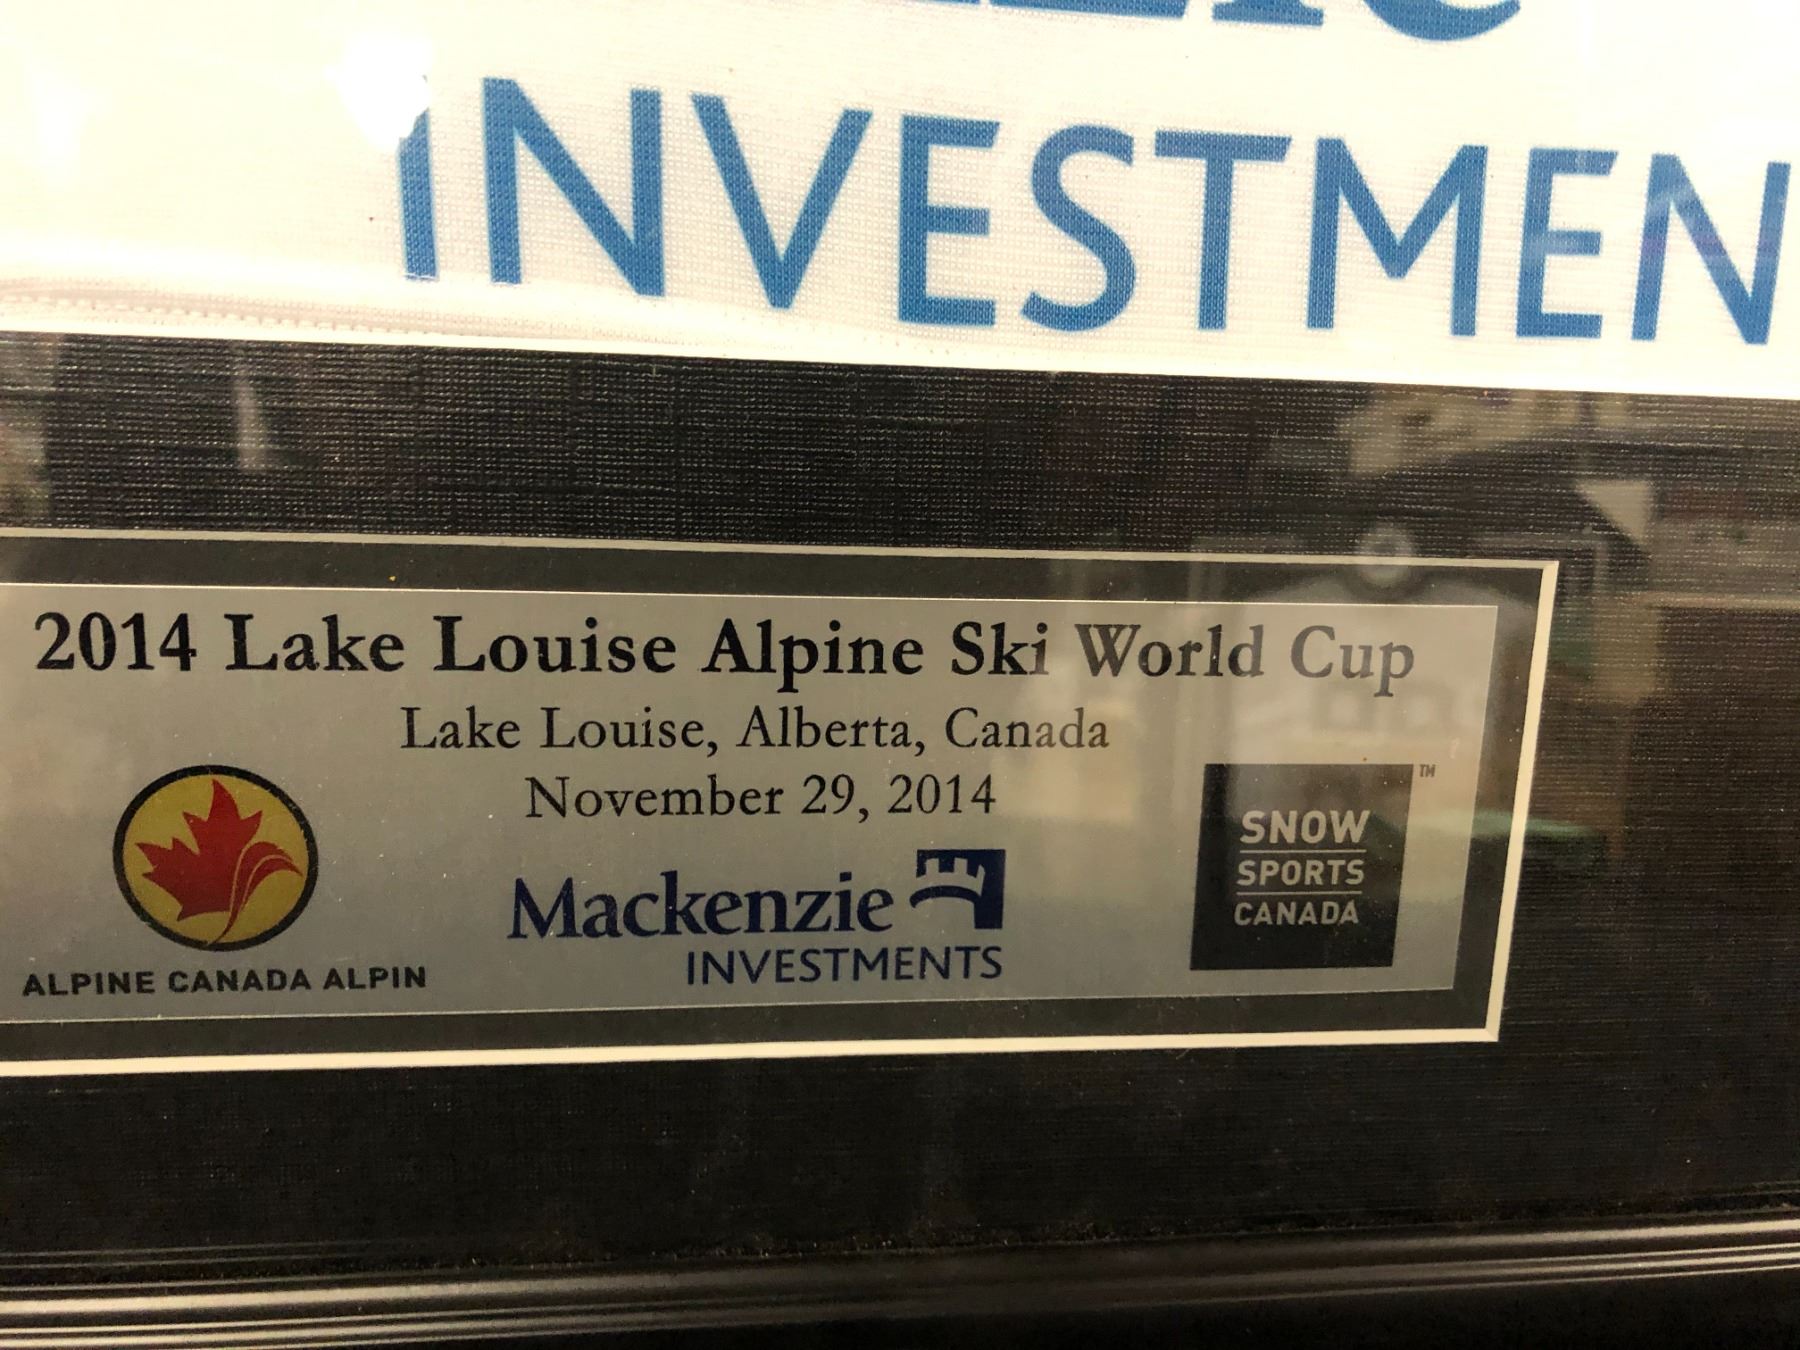 INVESTMEN
2014 Lake Louise Alpine Ski World Cup
Lake Louise, Alberta, Canada
November 29, 2014
ALPINE CANADA ALPIN
Mackenzie
INVESTMENTS
SNOW
SPORTS
CANADA
TM